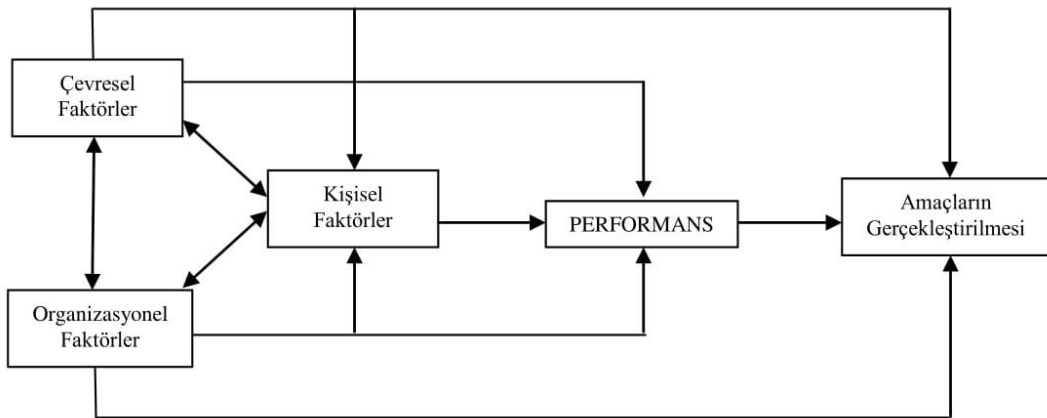 Çevresel
Faktörler
Kişisel
Faktörler
PERFORMANS
Amaçların
Gerçekleştirilmesi
Organizasyonel
Faktörler